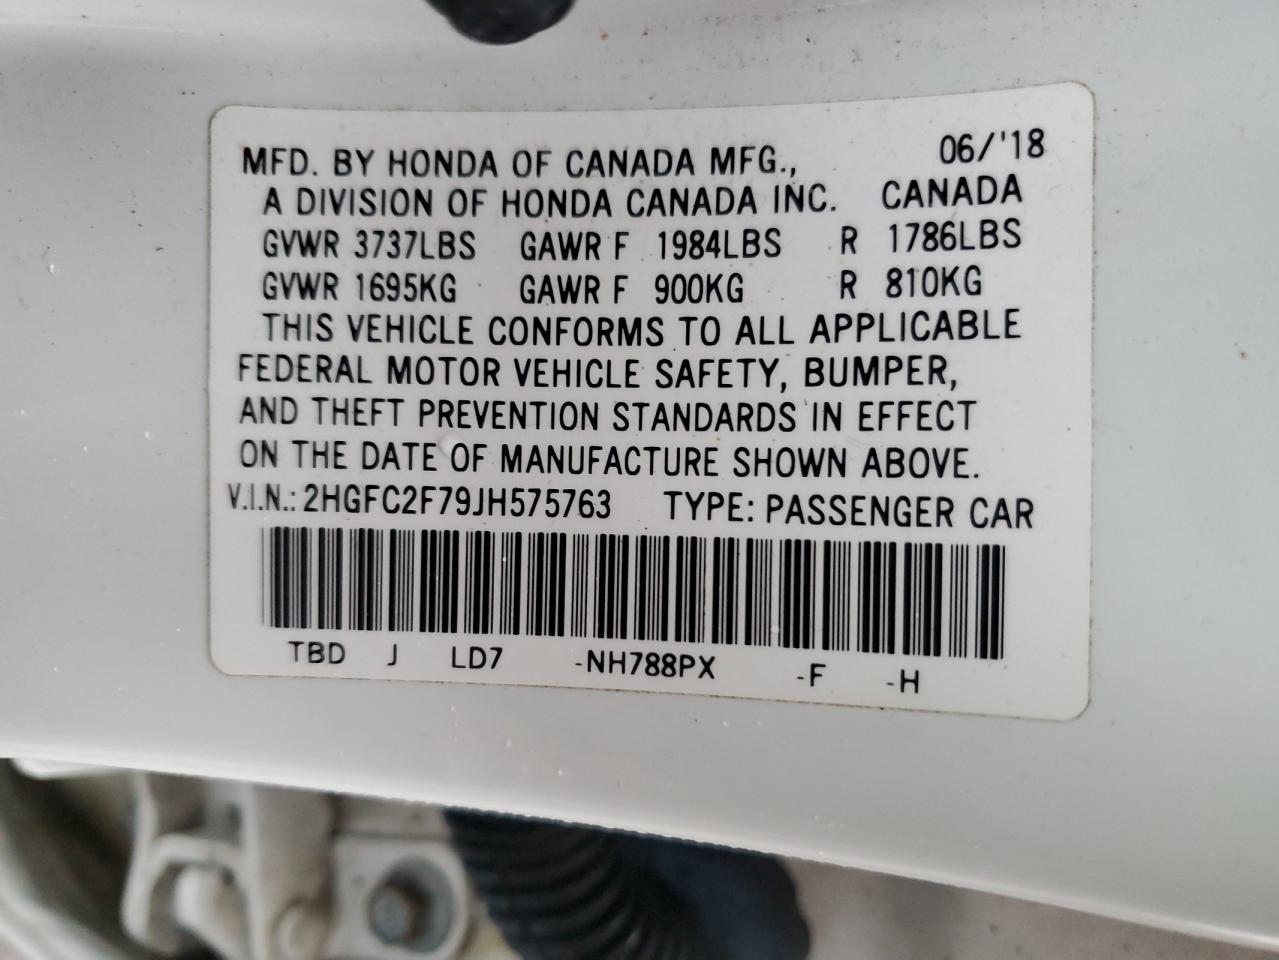 MFD. BY HONDA OF CANADA MFG., 06/'18
A DIVISION OF HONDA CANADA INC. CANADA
GVWR 3737LBS GAWR F 1984LBS R 1786LBS
GVWR 1695KG GAWR F 900KG R 810KG
THIS VEHICLE CONFORMS TO ALL APPLICABLE
FEDERAL MOTOR VEHICLE SAFETY, BUMPER,
AND THEFT PREVENTION STANDARDS IN EFFECT
ON THE DATE OF MANUFACTURE SHOWN ABOVE.
V.I.N.: 2HGFC2F79JH575763 TYPE: PASSENGER CAR
TBD J LD7 -NH788PX -F -H